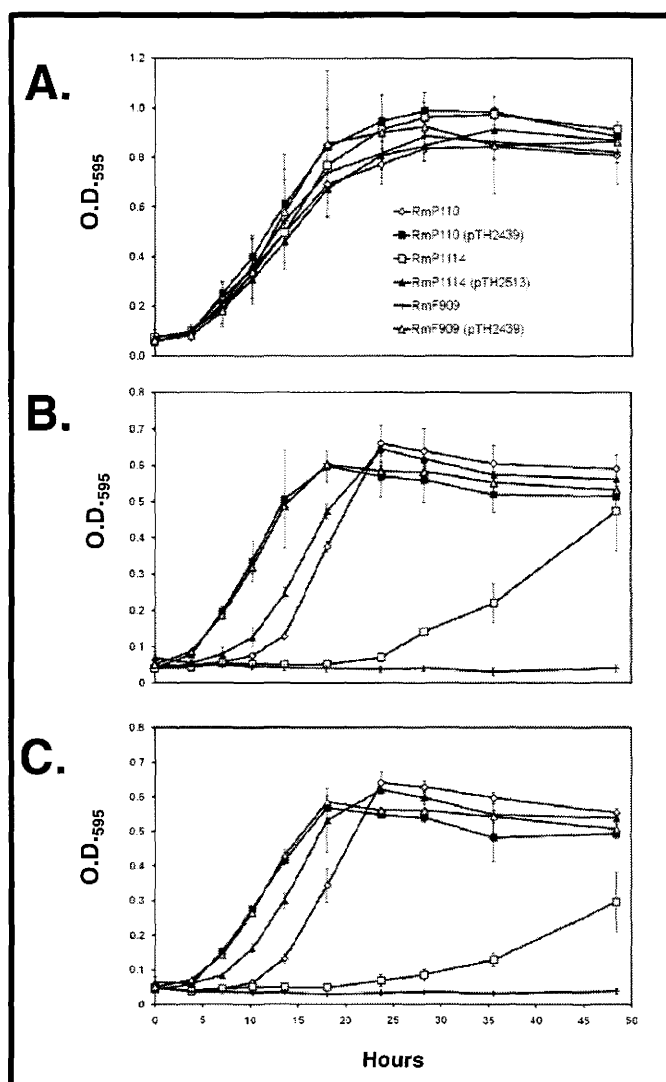 A.
1.2
1.0
0.8
0.6
0.4
0.2
0.0
O.D-595
RmP110
RmP110 (pTH2439)
RmP1114
RmP1114 (pTH2513)
RmF909
RmF909 (pTH2439)
B.
0.8
0.7
0.6
0.5
0.4
0.3
0.2
0.1
0
O.D-595
C.
0.8
0.7
0.6
0.5
0.4
0.3
0.2
0.1
0
O.D-595
0 5 10 15 20 25 30 35 40 45 50
Hours